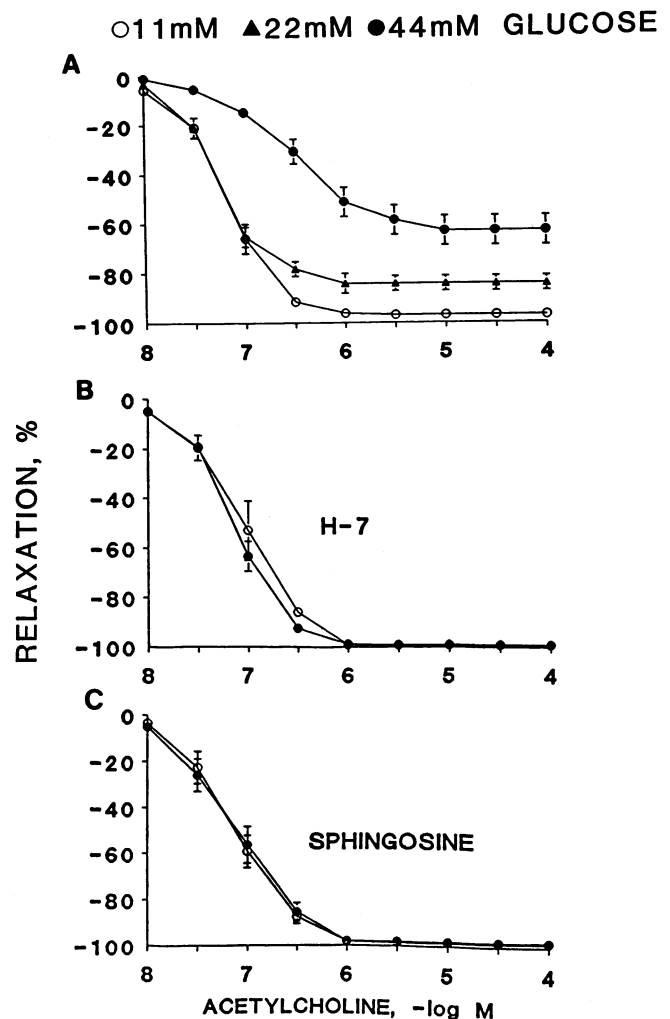 ○11mM ▲22mM ●44mM GLUCOSE
A
0
-20
-40
-60
-80
-100
8 7 6 5 4
B
0
-20
-40
-60
-80
-100
H-7
8 7 6 5 4
C
0
-20
-40
-60
-80
-100
SPHINGOSINE
8 7 6 5 4
RELAXATION, %
ACETYLCHOLINE, -log M